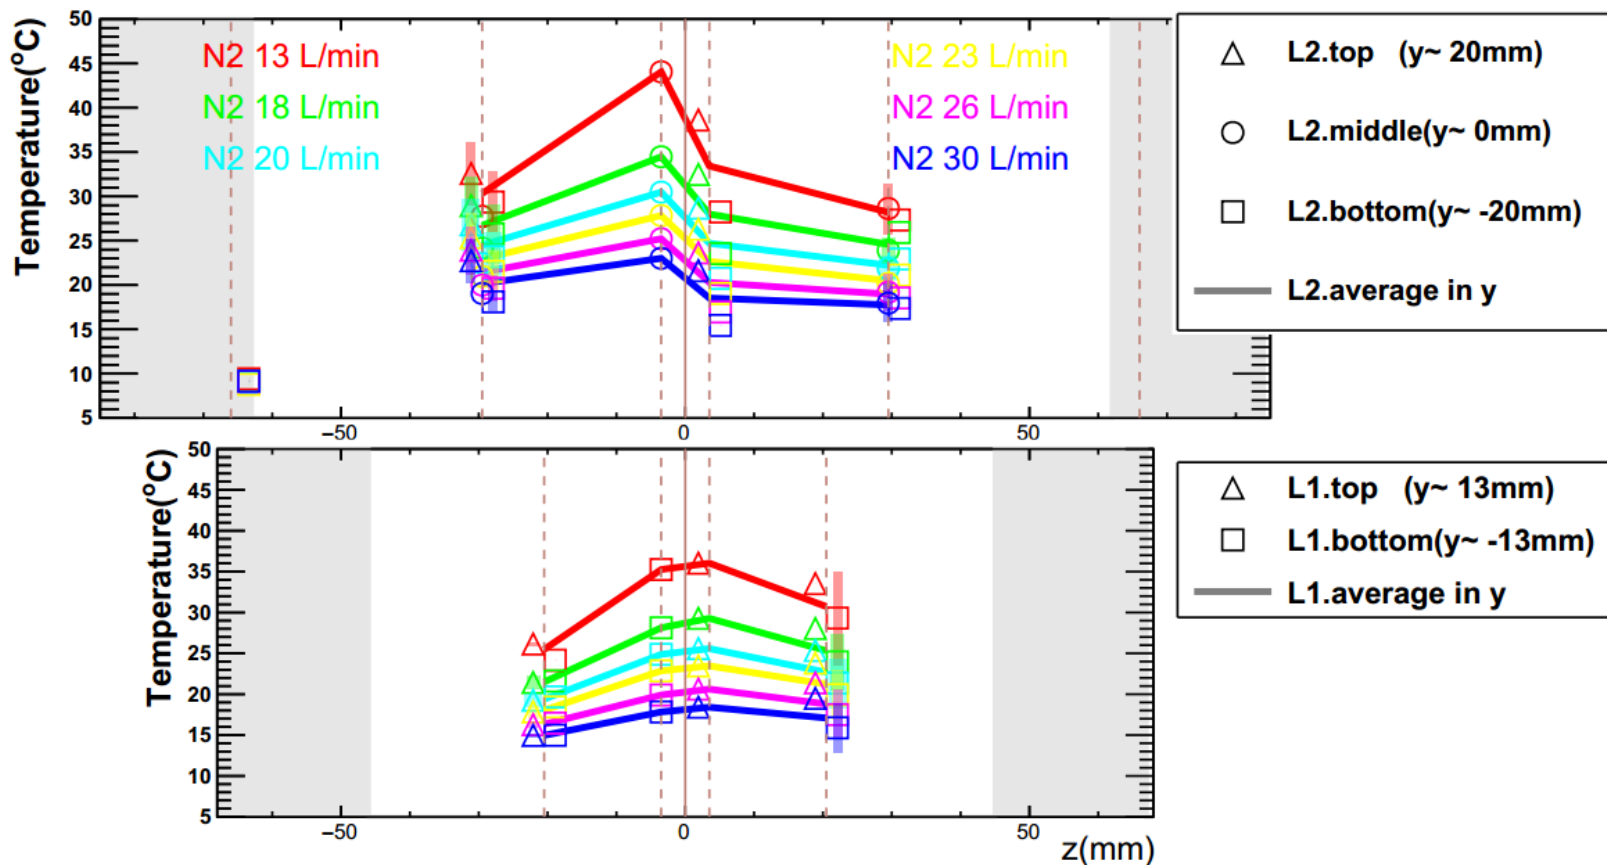 Temperature(°C)
50
45
40
35
30
25
20
15
10
5
N2 13 L/min
N2 18 L/min
N2 20 L/min
N2 23 L/min
N2 26 L/min
N2 30 L/min
−50
0
50
L2.top (y~ 20mm)
L2.middle(y~ 0mm)
L2.bottom(y~ -20mm)
L2.average in y
Temperature(°C)
50
45
40
35
30
25
20
15
10
5
−50
0
50
z(mm)
L1.top (y~ 13mm)
L1.bottom(y~ -13mm)
L1.average in y